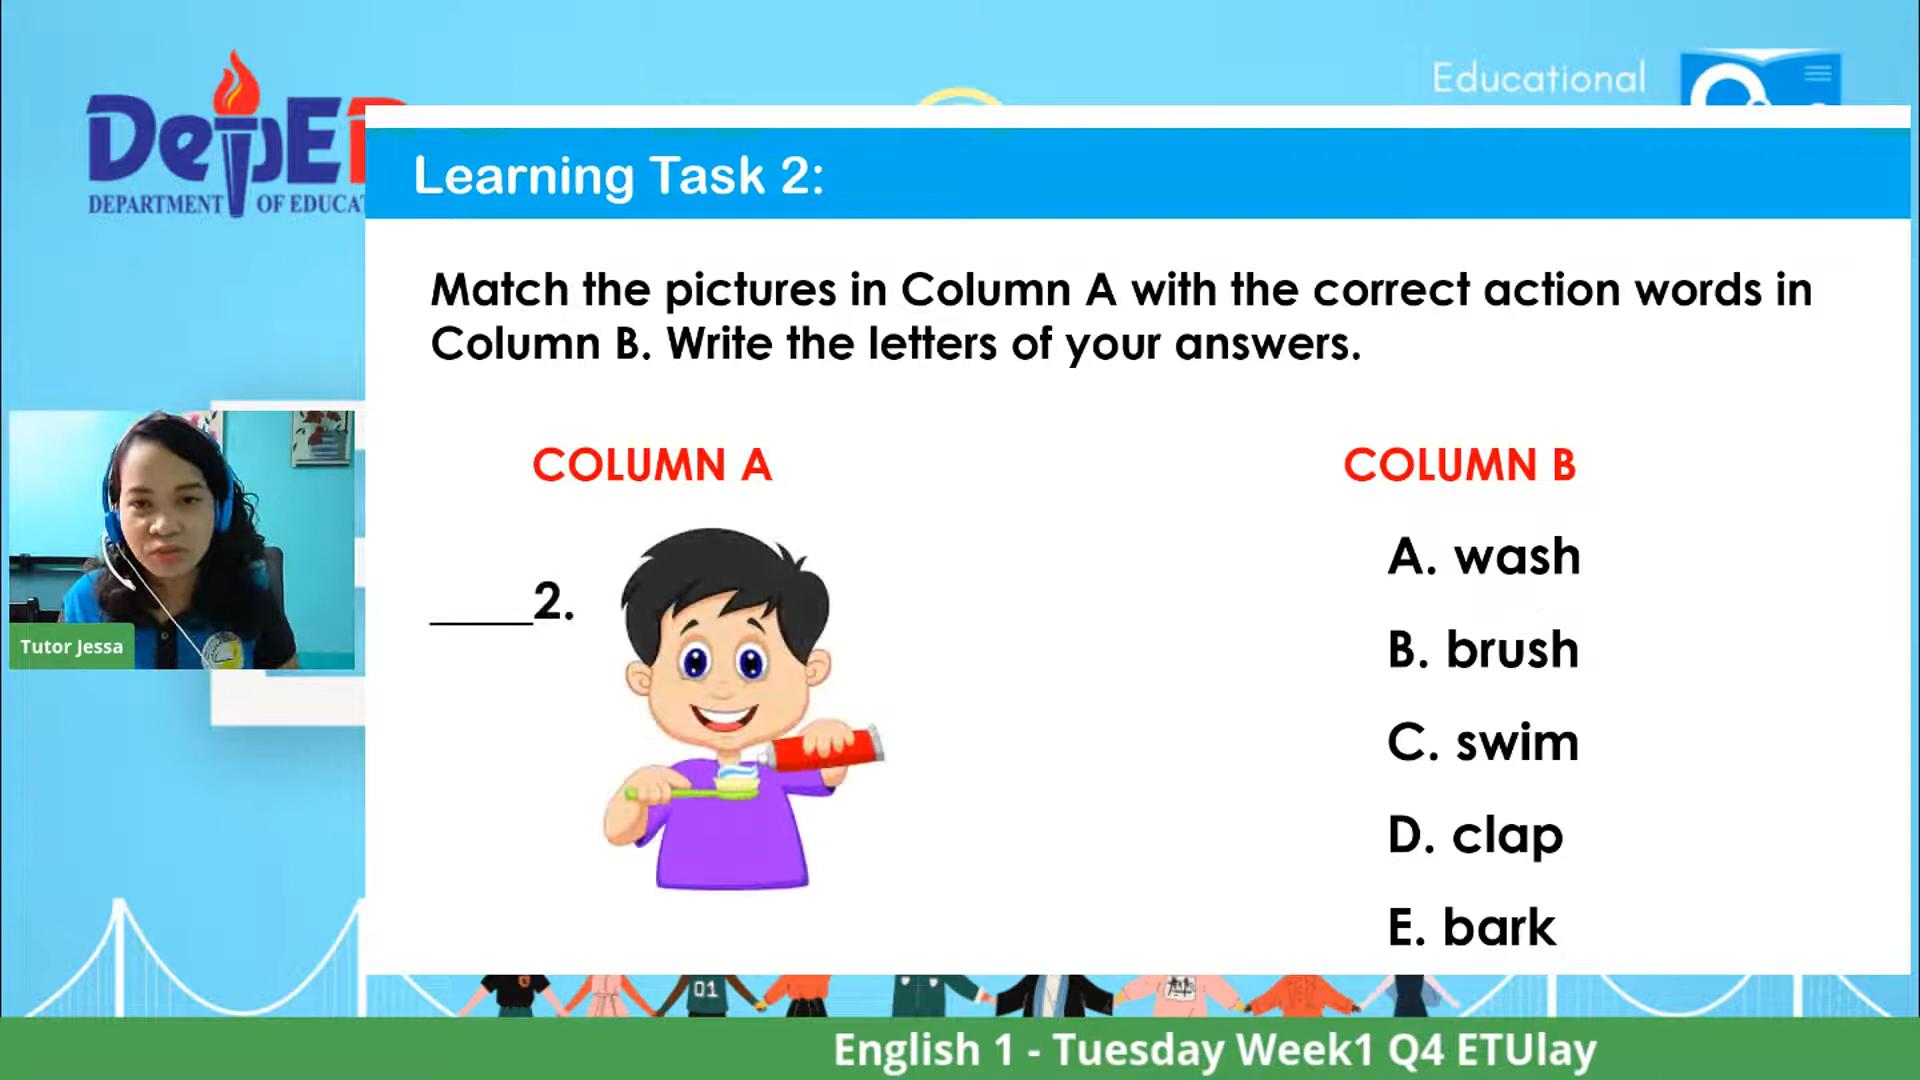 DepE
DEPARTMENT OF EDUCA
Educational
Learning Task 2:
Match the pictures in Column A with the correct action words in
Column B. Write the letters of your answers.
COLUMN A
COLUMN B
____2.
A. wash
B. brush
C. swim
D. clap
E. bark
Tutor Jessa
01
English 1 - Tuesday Week1 Q4 ETUlay